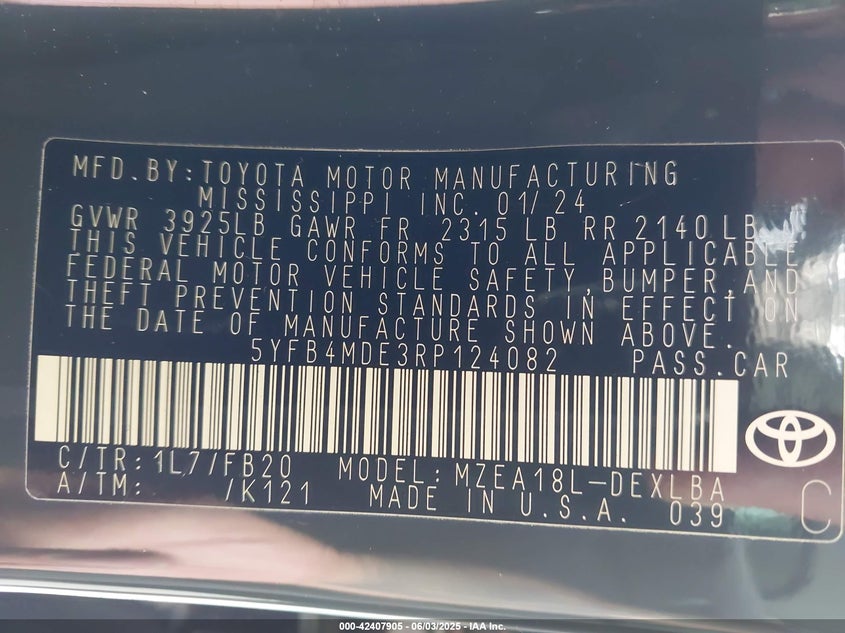 MFD.BY:TOYOTA MOTOR MANUFACTURING
MISSISSIPPI INC. 01/24
GVWR 3925LB GAWR FR 2315 LB RR 2140 LB
THIS VEHICLE CONFORMS TO ALL APPLICABLE
FEDERAL MOTOR VEHICLE SAFETY,BUMPER,AND
THEFT PREVENTION STANDARDS IN EFFECT ON
THE DATE OF MANUFACTURE SHOWN ABOVE.
5YFB4MDE3RP124082 PASS.CAR
C/TR: 1L7/FB20 MODEL: MZEA18L-DEXLBA
A/TM: /K121 MADE IN U.S.A. 039 C
000-42407905 - 06/03/2025 - IAA Inc.